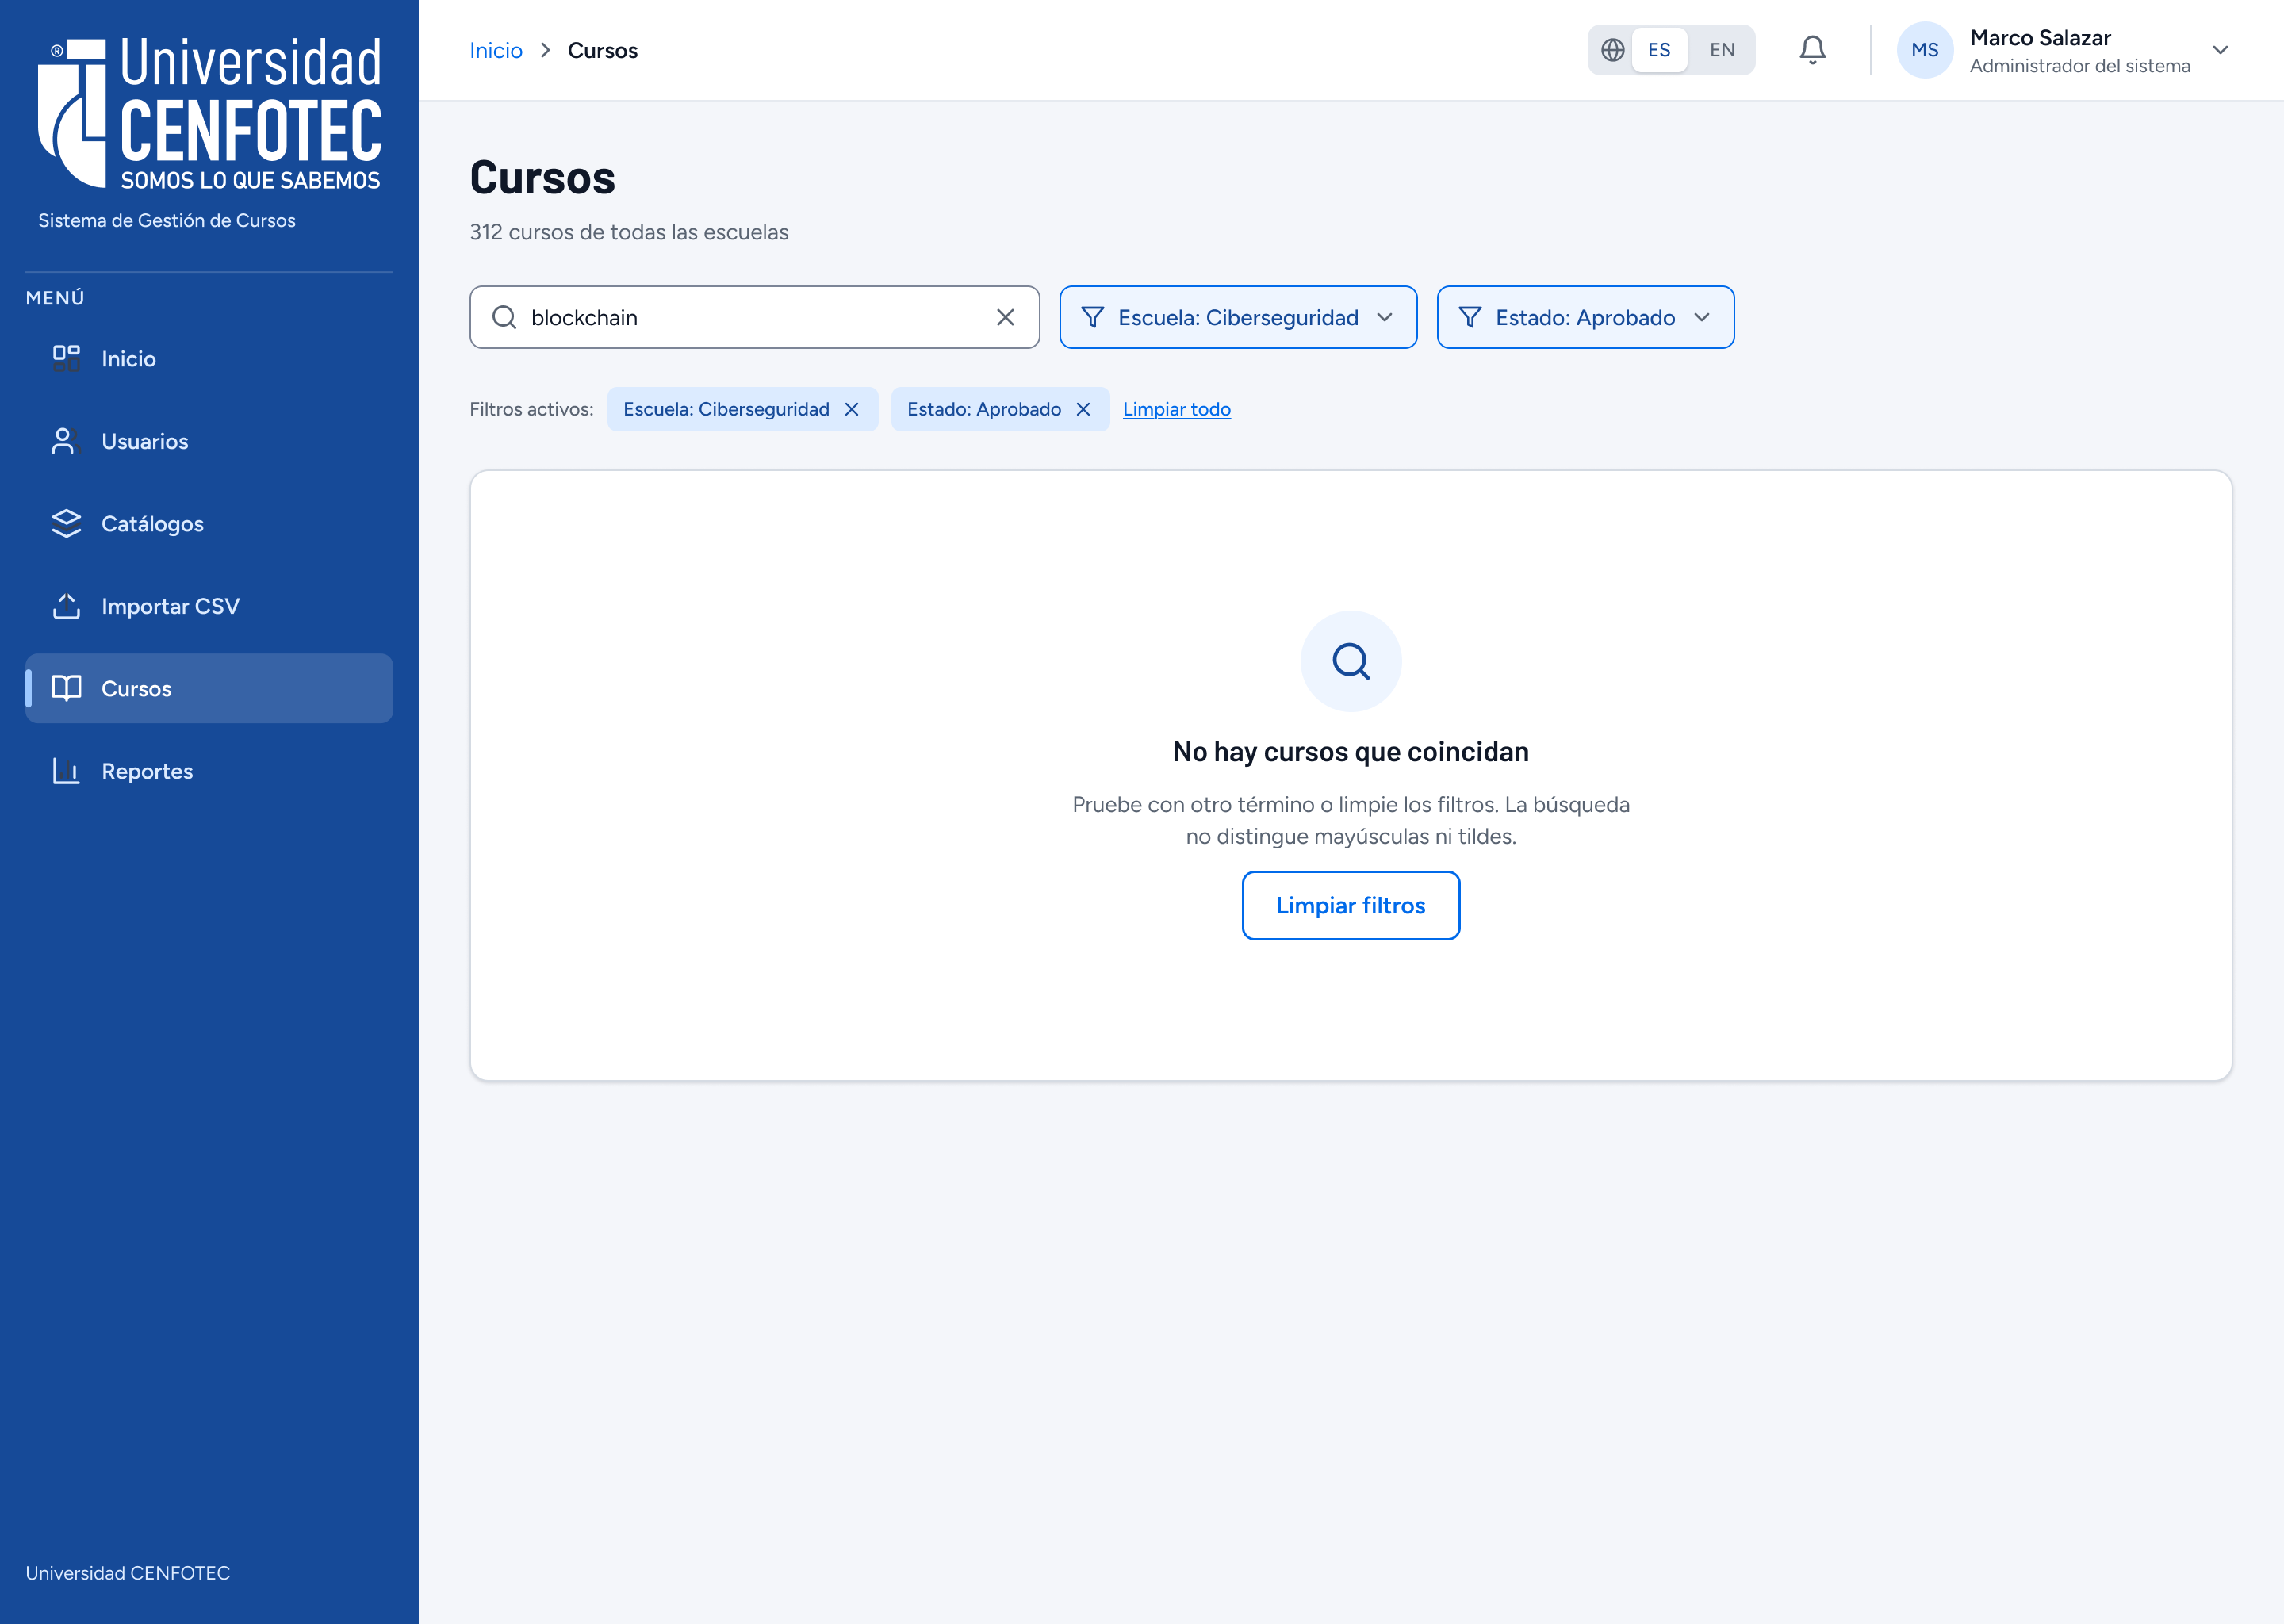 ® Universidad
CENFOTEC
SOMOS LO QUE SABEMOS
Sistema de Gestión de Cursos
MENÚ
Inicio
Usuarios
Catálogos
Importar CSV
Cursos
Reportes
Universidad CENFOTEC
Inicio > Cursos
ES EN
MS
Marco Salazar
Administrador del sistema
Cursos
312 cursos de todas las escuelas
blockchain
Escuela: Ciberseguridad
Estado: Aprobado
Filtros activos: Escuela: Ciberseguridad Estado: Aprobado Limpiar todo
No hay cursos que coincidan
Pruebe con otro término o limpie los filtros. La búsqueda
no distingue mayúsculas ni tildes.
Limpiar filtros